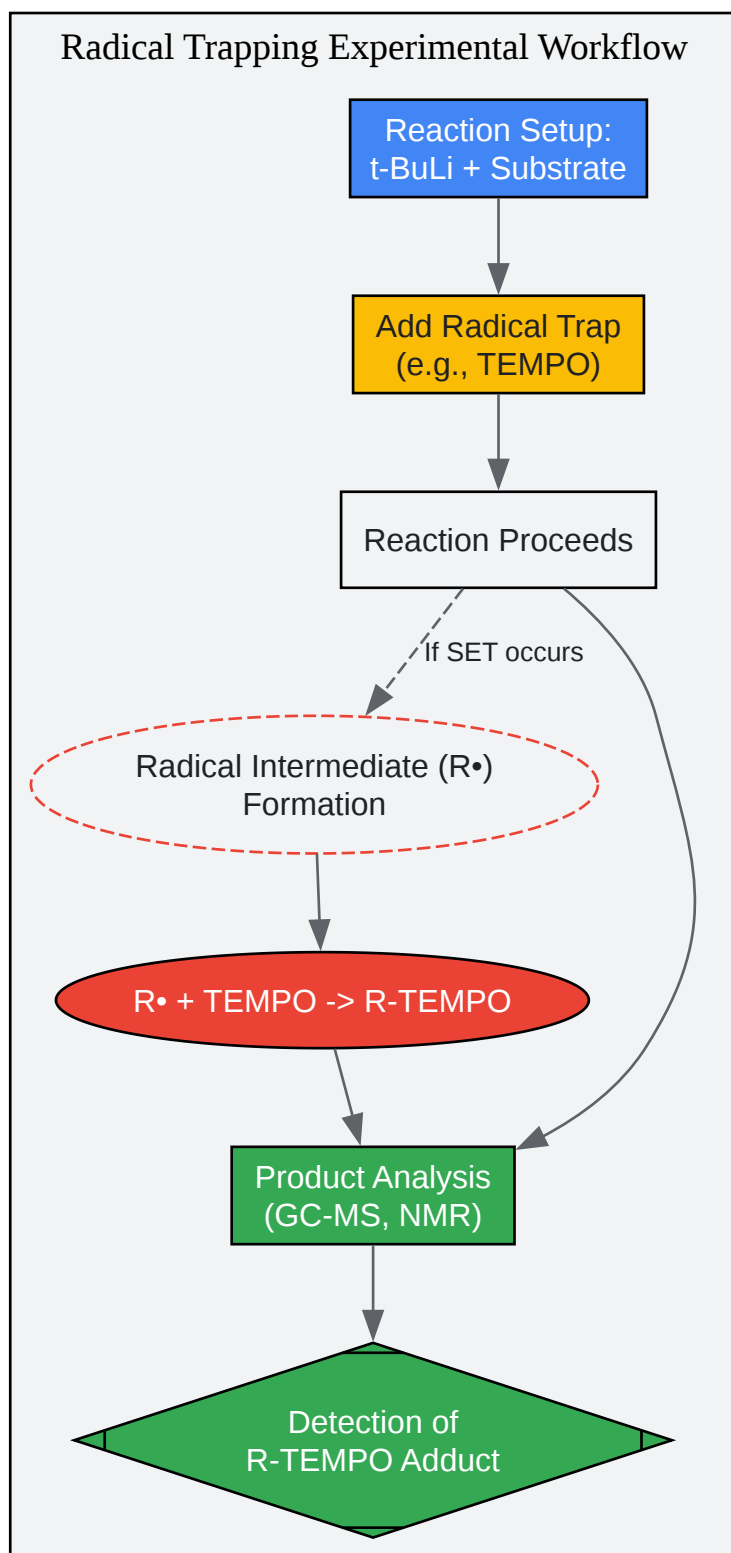 Radical Trapping Experimental Workflow
Reaction Setup:
t-BuLi + Substrate
Add Radical Trap
(e.g., TEMPO)
Reaction Proceeds
If SET occurs
Radical Intermediate (R•)
Formation
R• + TEMPO -> R-TEMPO
Product Analysis
(GC-MS, NMR)
Detection of
R-TEMPO Adduct